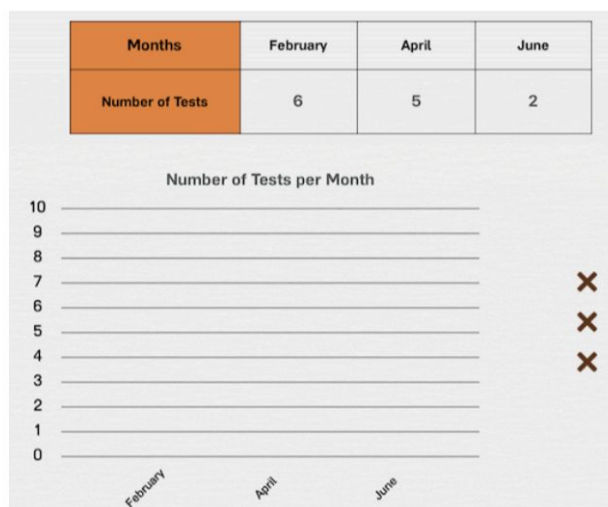 Months February April June
Number of Tests 6 5 2
Number of Tests per Month
10
9
8
7
6
5
4
3
2
1
0
February April June